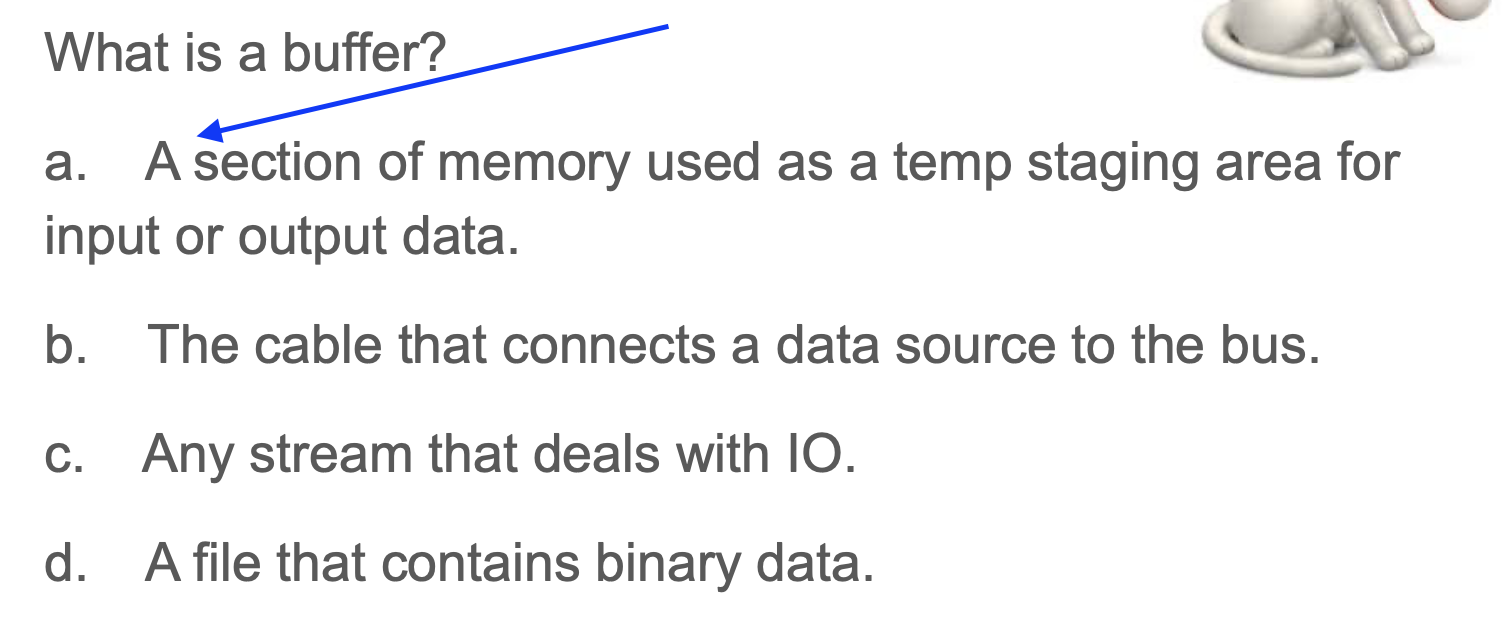 What is a buffer?
a. A section of memory used as a temp staging area for
input or output data.
b. The cable that connects a data source to the bus.
c. Any stream that deals with IO.
d. A file that contains binary data.